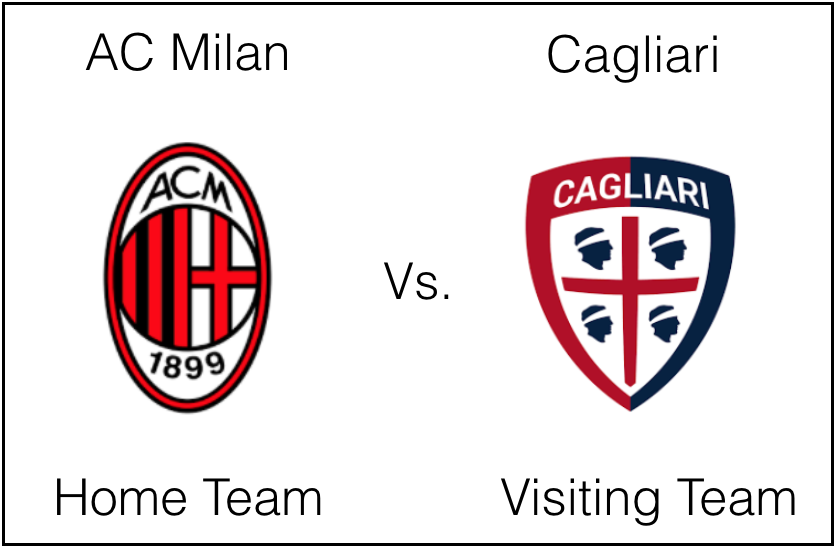 AC Milan
Cagliari
ACM
1899
CAGLIARI
Vs.
Home Team
Visiting Team